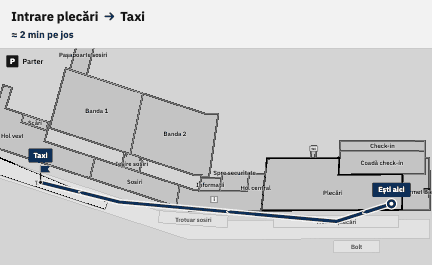 Intrare plecări → Taxi
≈ 2 min pe jos
P Parter
Pașapoarte sosiri
Banda 1
Banda 2
Scări
Hol vest
Taxi
Ieșire sosiri
Sosiri
Informații
Spre securitate
Hol central
Check-in
Coadă check-in
Plecări
Ești aici
Trotuar sosiri
Bolt